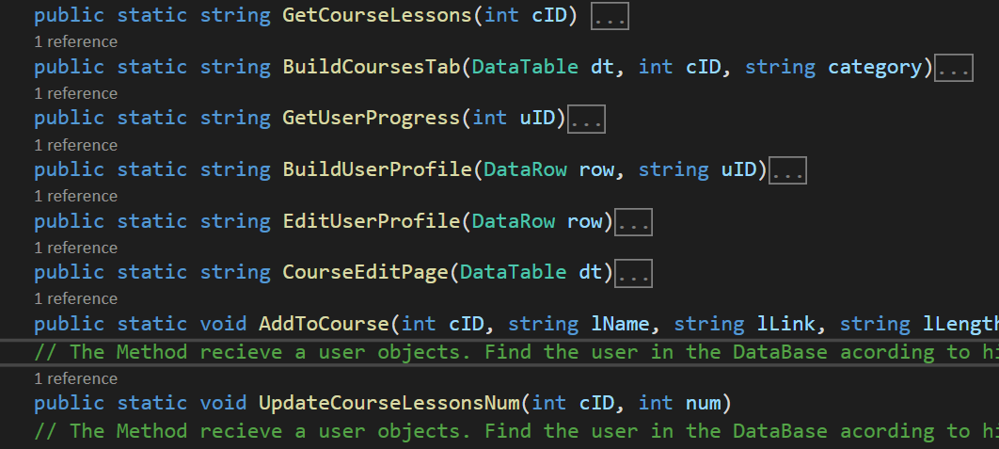 public static string GetCourseLessons(int cID) ...
1 reference
public static string BuildCoursesTab(DataTable dt, int cID, string category)...
1 reference
public static string GetUserProgress(int uID)...
1 reference
public static string BuildUserProfile(DataRow row, string uID)...
1 reference
public static string EditUserProfile(DataRow row)...
1 reference
public static string CourseEditPage(DataTable dt)...
1 reference
public static void AddToCourse(int cID, string lName, string lLink, string lLength
// The Method recieve a user objects. Find the user in the DataBase acording to hi
1 reference
public static void UpdateCourseLessonsNum(int cID, int num)
// The Method recieve a user objects. Find the user in the DataBase acording to hi